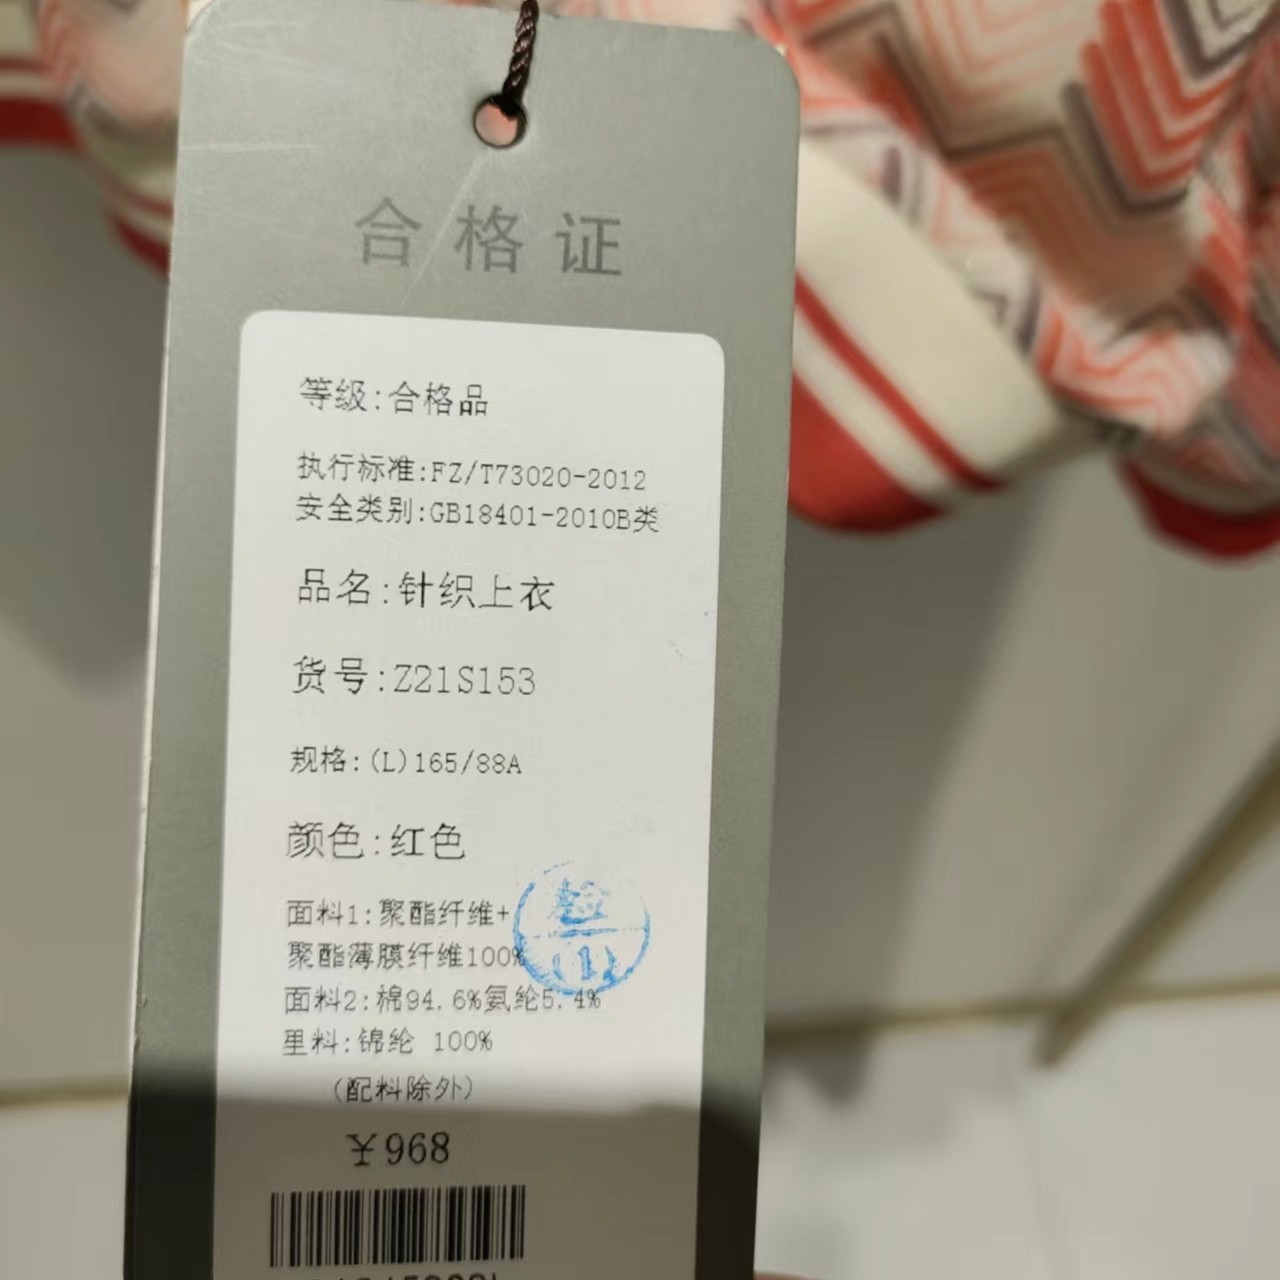 合格证
等级:合格品
执行标准:FZ/T73020-2012
安全类别:GB18401-2010B类
品名:针织上衣
货号:Z21S153
规格:(L)165/88A
颜色:红色
面料1:聚酯纤维+
聚酯薄膜纤维100%
检
(1)
面料2:棉94.6%氨纶5.4%
里料:锦纶 100%
(配料除外)
¥968